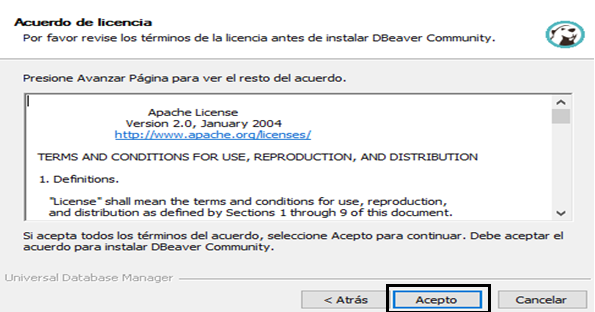 Acuerdo de licencia
Por favor revise los términos de la licencia antes de instalar DBeaver Community.
Presione Avanzar Página para ver el resto del acuerdo.
Apache License
Version 2.0, January 2004
http://www.apache.org/licenses/
TERMS AND CONDITIONS FOR USE, REPRODUCTION, AND DISTRIBUTION
1. Definitions.
"License" shall mean the terms and conditions for use, reproduction,
and distribution as defined by Sections 1 through 9 of this document.
Si acepta todos los términos del acuerdo, seleccione Acepto para continuar. Debe aceptar el
acuerdo para instalar DBeaver Community.
Universal Database Manager
< Atrás Acepto Cancelar